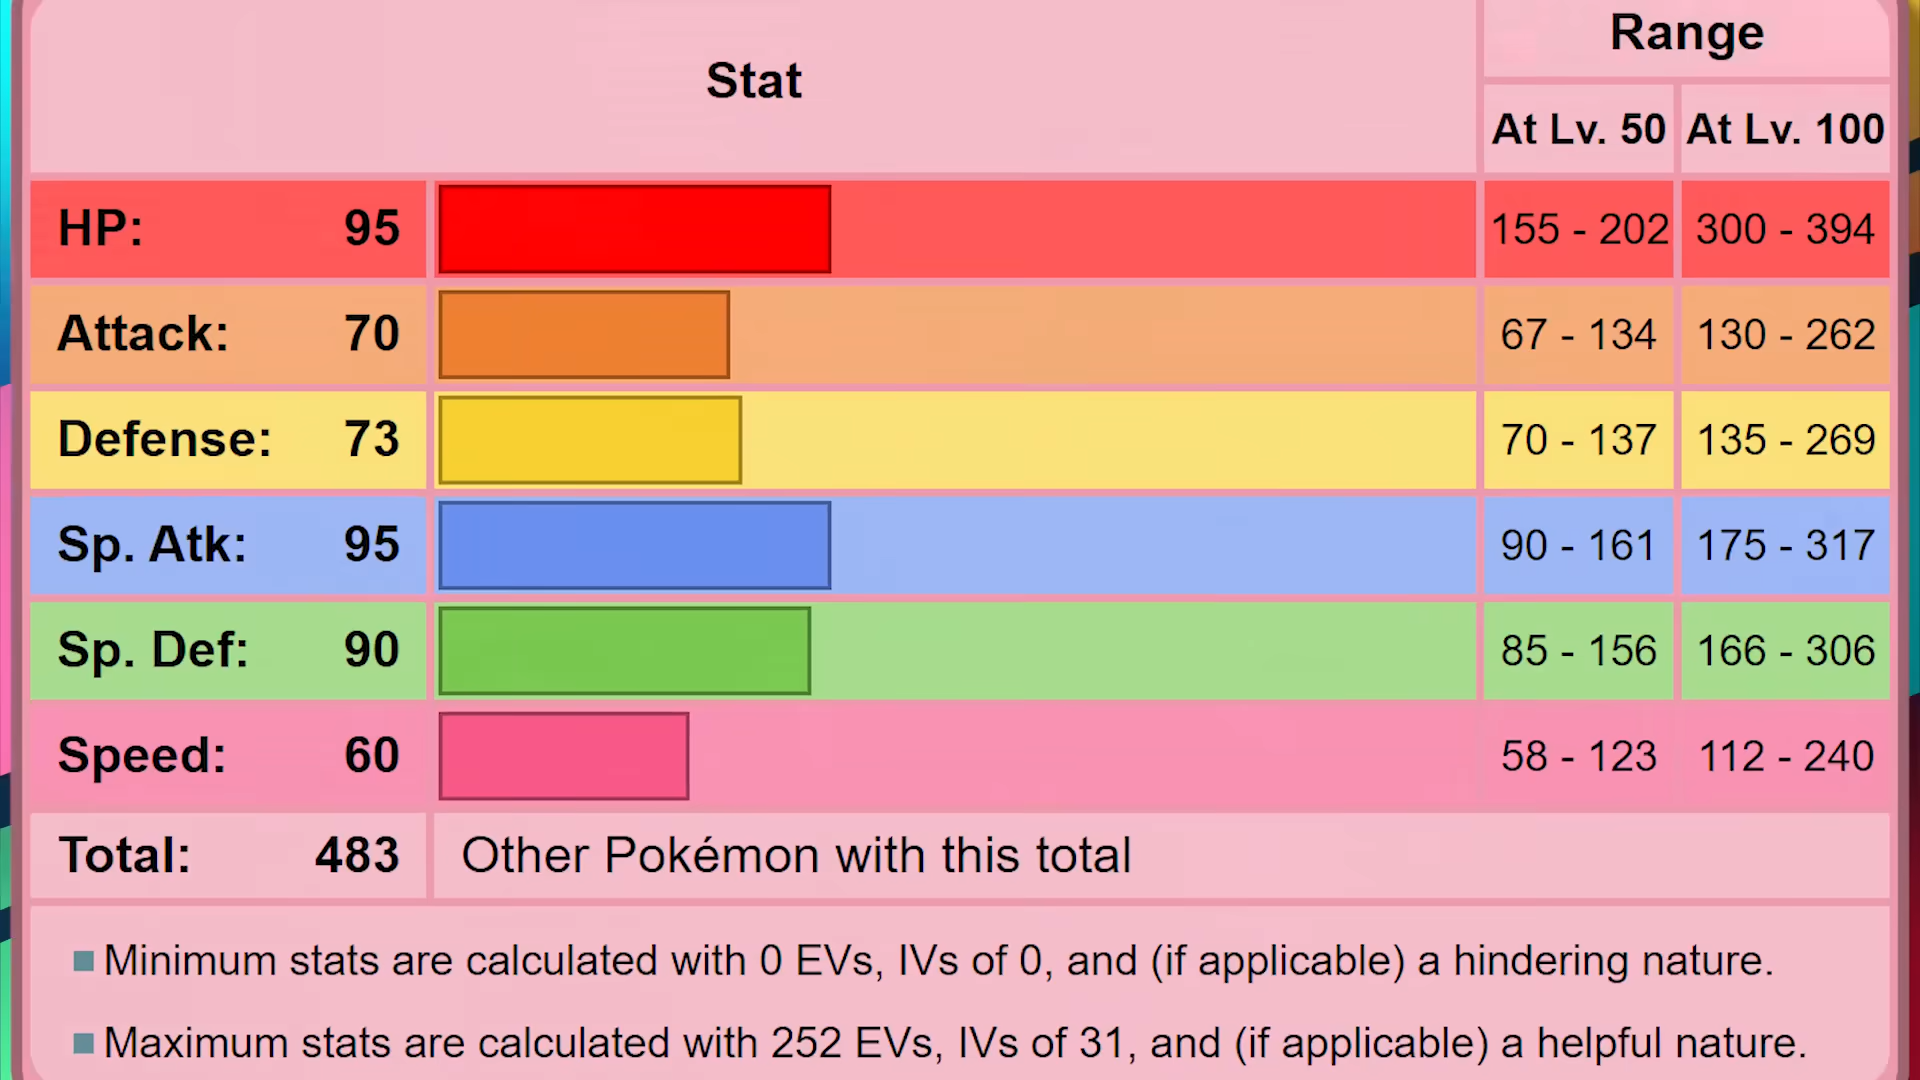 Stat
Range
At Lv. 50 At Lv. 100
HP: 95 155 - 202 300 - 394
Attack: 70 67 - 134 130 - 262
Defense: 73 70 - 137 135 - 269
Sp. Atk: 95 90 - 161 175 - 317
Sp. Def: 90 85 - 156 166 - 306
Speed: 60 58 - 123 112 - 240
Total: 483 Other Pokémon with this total
Minimum stats are calculated with 0 EVs, IVs of 0, and (if applicable) a hindering nature.
Maximum stats are calculated with 252 EVs, IVs of 31, and (if applicable) a helpful nature.